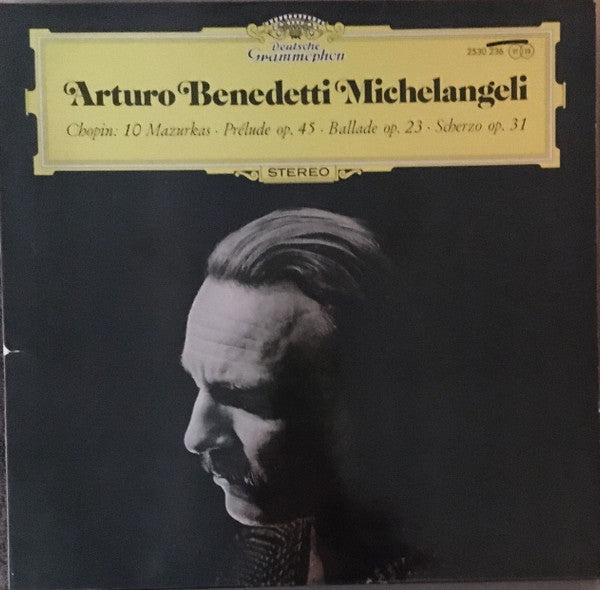 Deutsche
Grammophon
2530 236
Arturo Benedetti Michelangeli
Chopin: 10 Mazurkas · Prélude op. 45 · Ballade op. 23 · Scherzo op. 31
STEREO